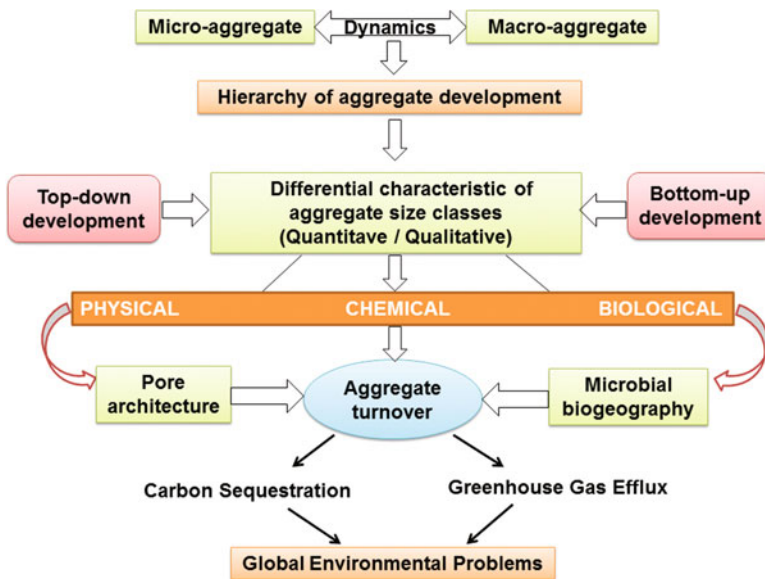 Micro-aggregate
Dynamics
Macro-aggregate
Hierarchy of aggregate development
Top-down
development
Differential characteristic of
aggregate size classes
(Quantitave / Qualitative)
Bottom-up
development
PHYSICAL
CHEMICAL
BIOLOGICAL
Pore
architecture
Aggregate
turnover
Microbial
biogeography
Carbon Sequestration
Greenhouse Gas Efflux
Global Environmental Problems